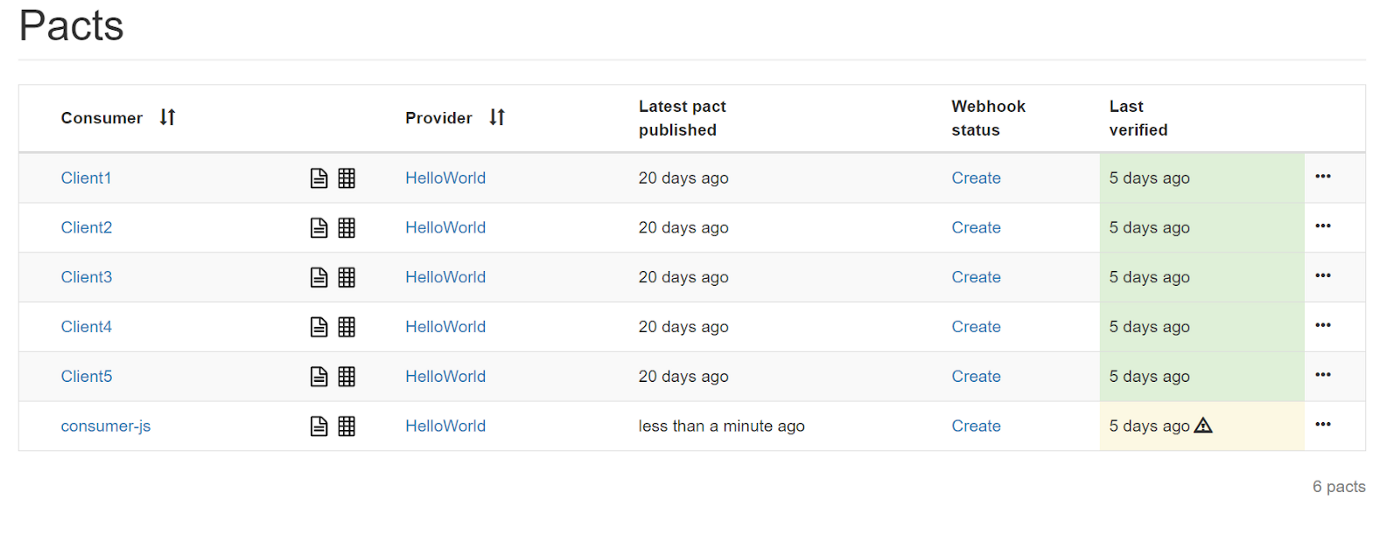 Pacts
Consumer Provider Latest pact published Webhook status Last verified
Client1 HelloWorld 20 days ago Create 5 days ago
Client2 HelloWorld 20 days ago Create 5 days ago
Client3 HelloWorld 20 days ago Create 5 days ago
Client4 HelloWorld 20 days ago Create 5 days ago
Client5 HelloWorld 20 days ago Create 5 days ago
consumer-js HelloWorld less than a minute ago Create 5 days ago
6 pacts